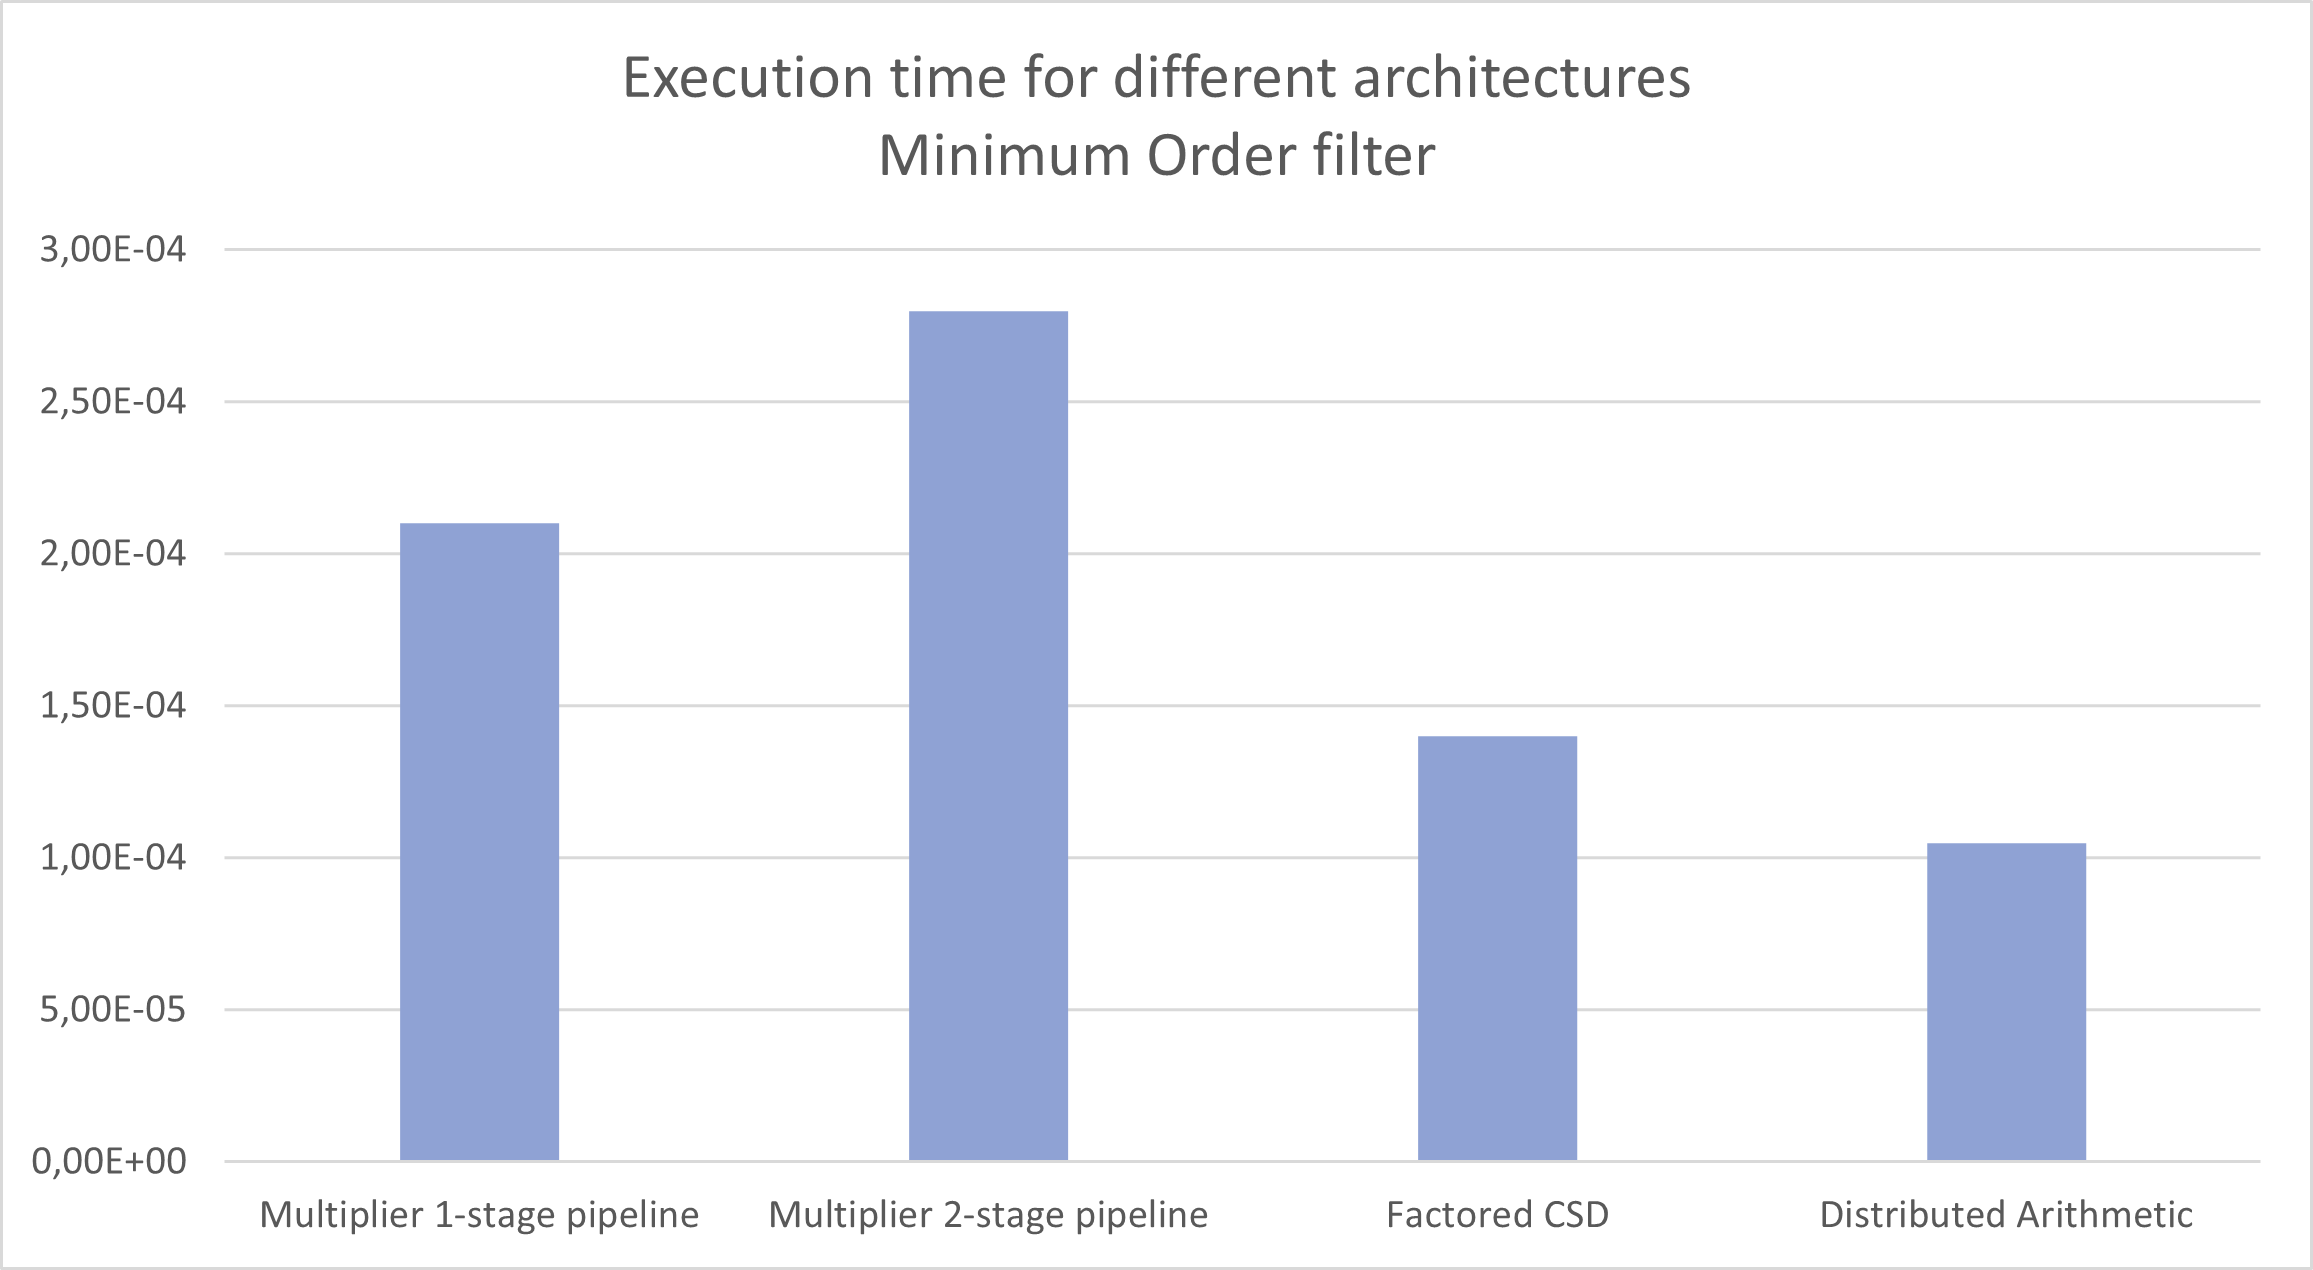 Execution time for different architectures
Minimum Order filter
3,00E-04
2,50E-04
2,00E-04
1,50E-04
1,00E-04
5,00E-05
0,00E+00
Multiplier 1-stage pipeline
Multiplier 2-stage pipeline
Factored CSD
Distributed Arithmetic